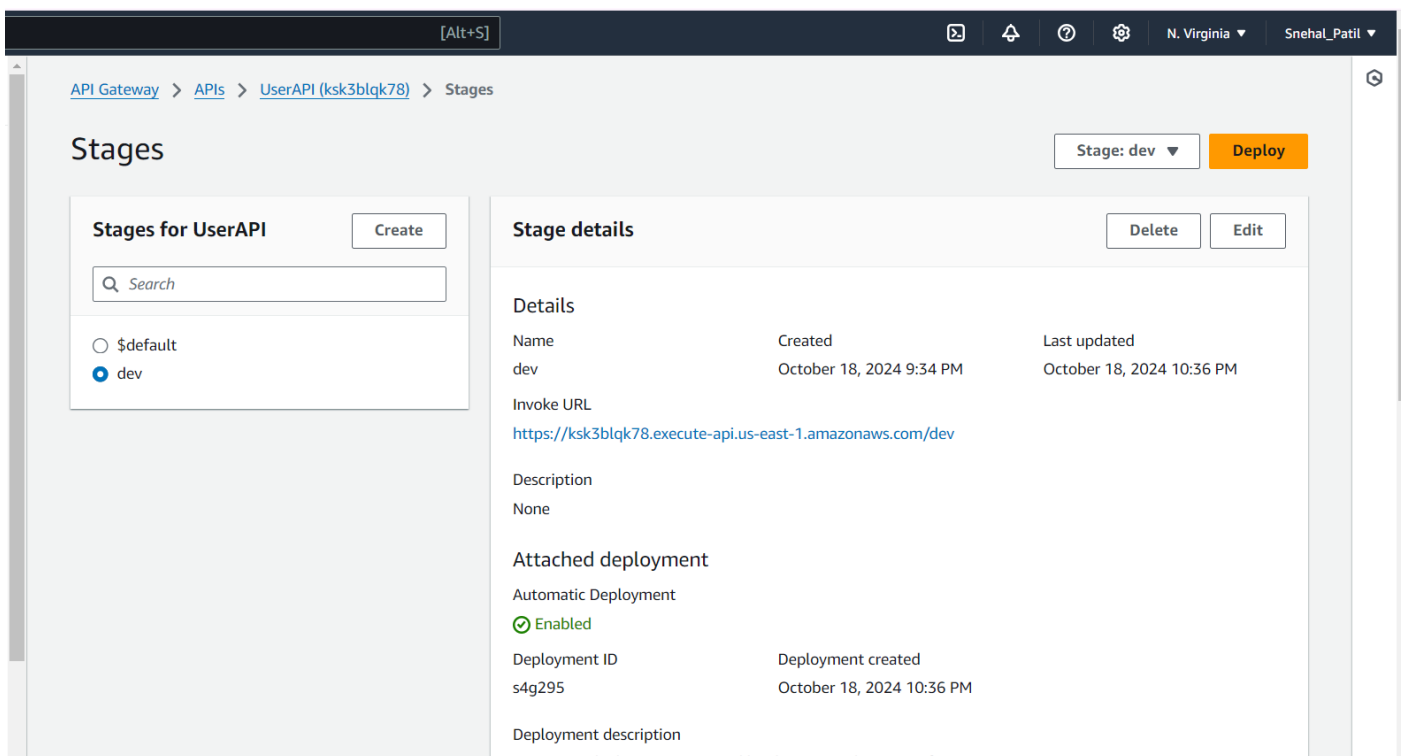 [Alt+S]
N. Virginia
Snehal_Patil
API Gateway > APIs > UserAPI (ksk3blqk78) > Stages
Stages
Stage: dev
Deploy
Stages for UserAPI
Create
Search
$default
dev
Stage details
Delete
Edit
Details
Name Created Last updated
dev October 18, 2024 9:34 PM October 18, 2024 10:36 PM
Invoke URL
https://ksk3blqk78.execute-api.us-east-1.amazonaws.com/dev
Description
None
Attached deployment
Automatic Deployment
Enabled
Deployment ID Deployment created
s4g295 October 18, 2024 10:36 PM
Deployment description